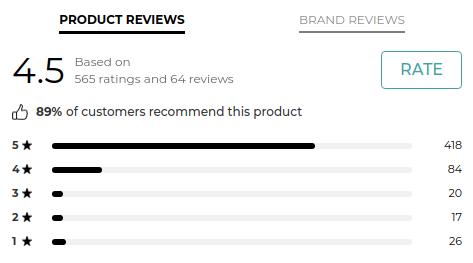 PRODUCT REVIEWS BRAND REVIEWS
4.5 Based on
565 ratings and 64 reviews
RATE
89% of customers recommend this product
5 ★ 418
4 ★ 84
3 ★ 20
2 ★ 17
1 ★ 26